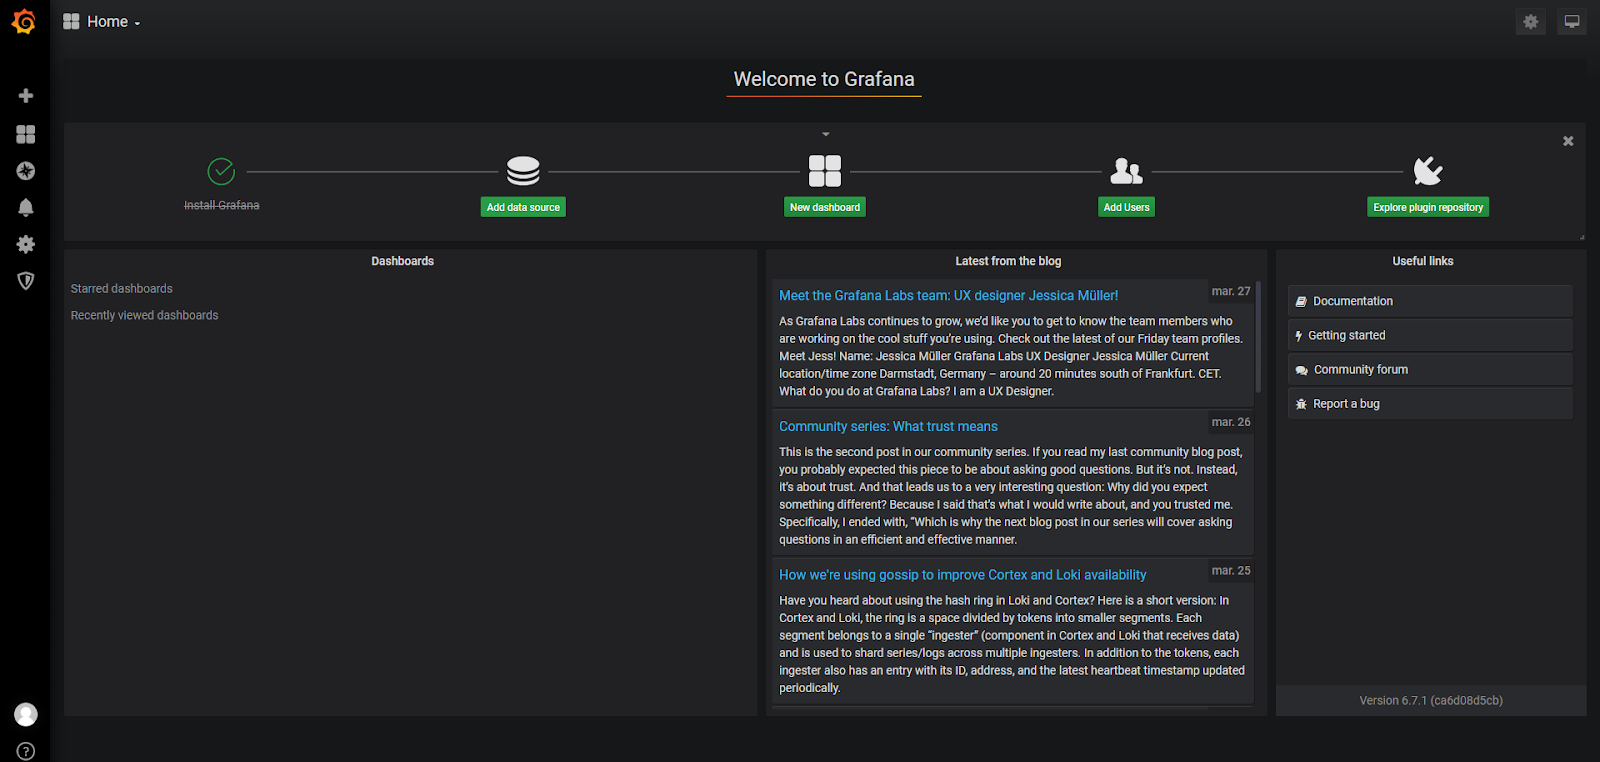 Home
Welcome to Grafana
Install Grafana
Add data source
New dashboard
Add Users
Explore plugin repository
Dashboards
Starred dashboards
Recently viewed dashboards
Latest from the blog
Meet the Grafana Labs team: UX designer Jessica Müller!
mar. 27
As Grafana Labs continues to grow, we'd like you to get to know the team members who
are working on the cool stuff you're using. Check out the latest of our Friday team profiles.
Meet Jess! Name: Jessica Müller Grafana Labs UX Designer Jessica Müller Current
location/time zone Darmstadt, Germany – around 20 minutes south of Frankfurt. CET.
What do you do at Grafana Labs? I am a UX Designer.
Community series: What trust means
mar. 26
This is the second post in our community series. If you read my last community blog post,
you probably expected this piece to be about asking good questions. But it's not. Instead,
it's about trust. And that leads us to a very interesting question: Why did you expect
something different? Because I said that's what I would write about, and you trusted me.
Specifically, I ended with, “Which is why the next blog post in our series will cover asking
questions in an efficient and effective manner.
How we're using gossip to improve Cortex and Loki availability
mar. 25
Have you heard about using the hash ring in Loki and Cortex? Here is a short version: In
Cortex and Loki, the ring is a space divided by tokens into smaller segments. Each
segment belongs to a single “ingester” (component in Cortex and Loki that receives data)
and is used to shard series/logs across multiple ingesters. In addition to the tokens, each
ingester also has an entry with its ID, address, and the latest heartbeat timestamp updated
periodically.
Useful links
Documentation
Getting started
Community forum
Report a bug
Version 6.7.1 (ca6d08d5cb)